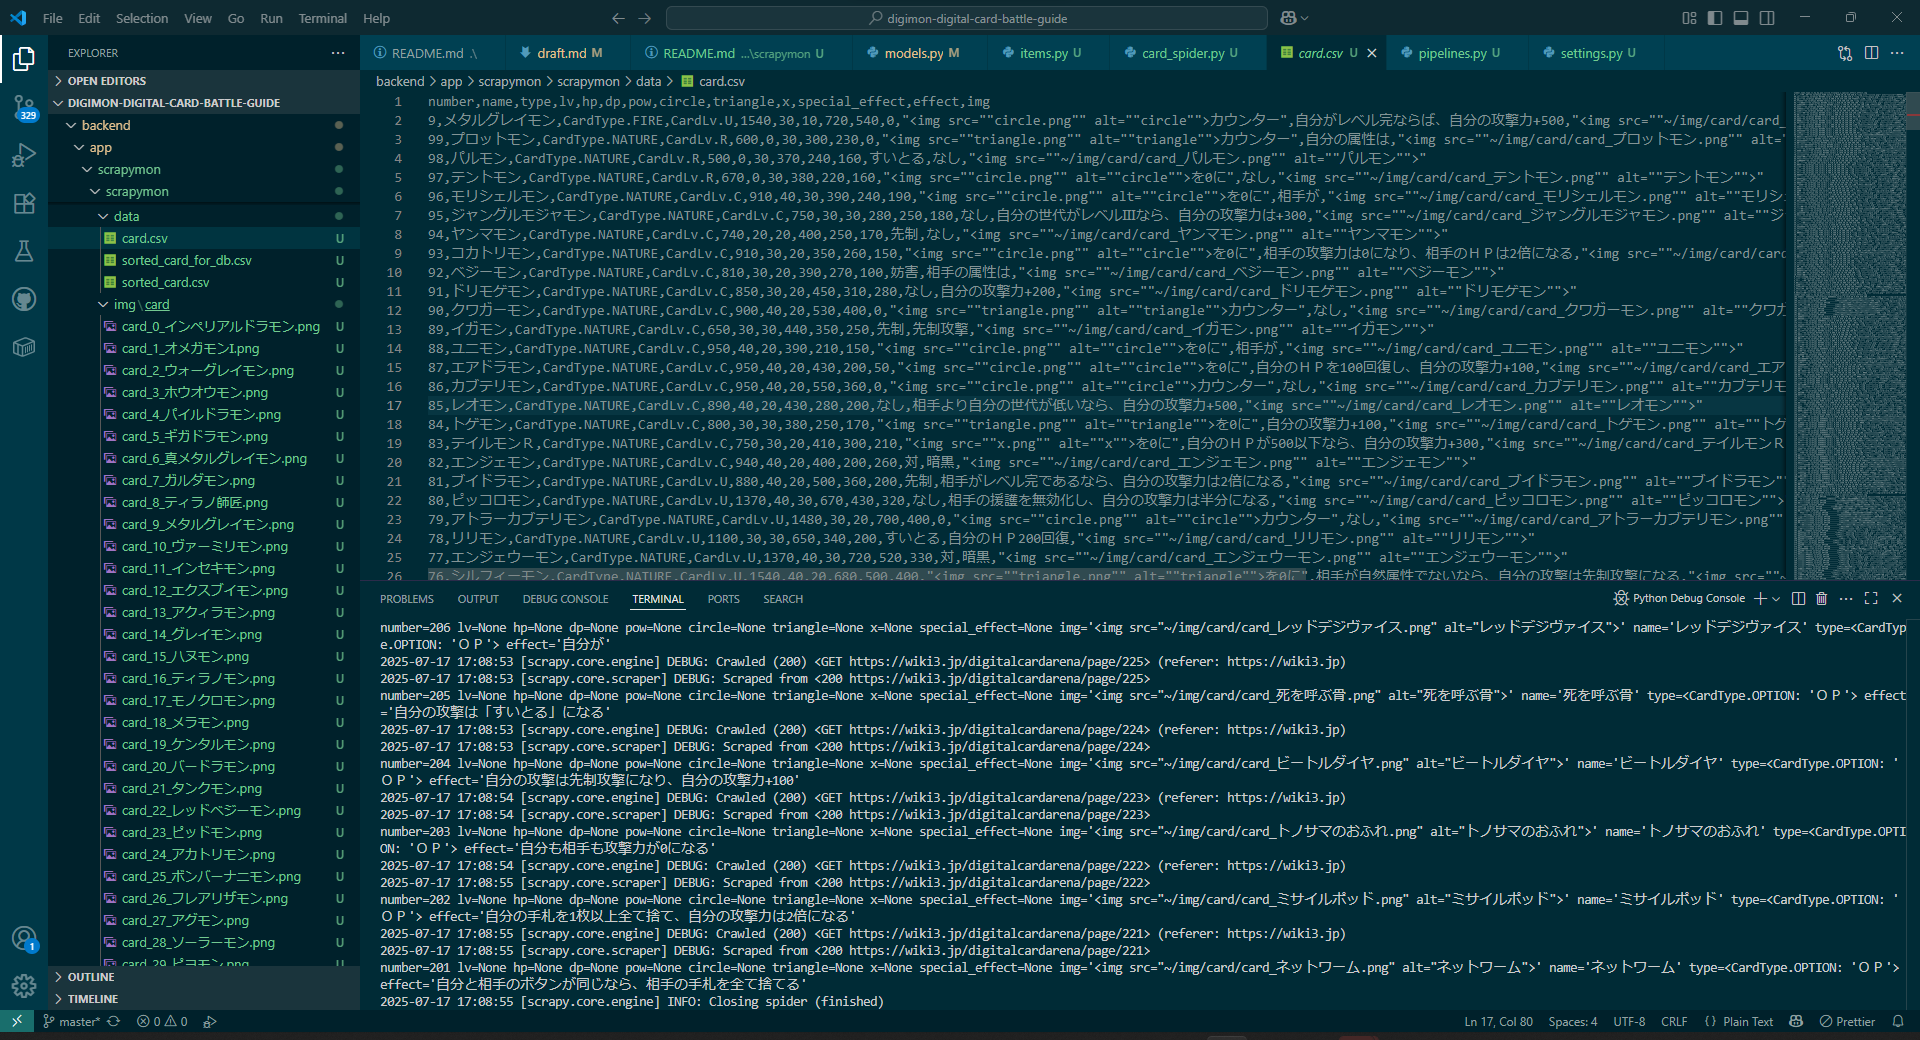 File Edit Selection View Go Run Terminal Help
digimon-digital-card-battle-guide
EXPLORER
OPEN EDITORS
DIGIMON-DIGITAL-CARD-BATTLE-GUIDE
backend
app
scrapymon
scrapymon
data
card.csv U
sorted_card_for_db.csv U
sorted_card.csv U
img\card
card_0_インペリアルドラモン.png U
card_1_オメガモンI.png U
card_2_ウォーグレイモン.png U
card_3_ホウオウモン.png U
card_4_パイルドラモン.png U
card_5_ギガドラモン.png U
card_6_真メタルグレイモン.png U
card_7_ガルダモン.png U
card_8_ティラノ師匠.png U
card_9_メタルグレイモン.png U
card_10_ヴァーミリモン.png U
card_11_インセキモン.png U
card_12_エクスブイモン.png U
card_13_アクィラモン.png U
card_14_グレイモン.png U
card_15_ハヌモン.png U
card_16_ティラノモン.png U
card_17_モノクロモン.png U
card_18_メラモン.png U
card_19_ケンタルモン.png U
card_20_バードラモン.png U
card_21_タンクモン.png U
card_22_レッドベジーモン.png U
card_23_ピッドモン.png U
card_24_アカトリモン.png U
card_25_ボンバーナニモン.png U
card_26_フレアリザモン.png U
card_27_アグモン.png U
card_28_ソーラーモン.png U
card_29_ピヨモン.png U
OUTLINE
TIMELINE
329
1
README.md .\ draft.md M README.md ...\scrapymon U models.py M items.py U card_spider.py U card.csv U pipelines.py U settings.py U
backend > app > scrapymon > scrapymon > data > card.csv
1 number,name,type,lv,hp,dp,pow,circle,triangle,x,special_effect,effect,img
2 9,メタルグレイモン,CardType.FIRE,CardLv.U,1540,30,10,720,540,0,"<img src=""circle.png"" alt=""circle"">カウンター",自分がレベル完ならば、自分の攻撃力+500,"<img src=""~/img/card/card_
3 99,プロットモン,CardType.NATURE,CardLv.R,600,0,30,300,230,0,"<img src=""triangle.png"" alt=""triangle"">カウンター",自分の属性は,"<img src=""~/img/card/card_プロットモン.png"" alt=
4 98,パルモン,CardType.NATURE,CardLv.R,500,0,30,370,240,160,すいとる,なし,"<img src=""~/img/card/card_パルモン.png"" alt=""パルモン"">"
5 97,テントモン,CardType.NATURE,CardLv.R,670,0,30,380,220,160,"<img src=""circle.png"" alt=""circle"">を0に",なし,"<img src=""~/img/card/card_テントモン.png"" alt=""テントモン"">"
6 96,モリシェルモン,CardType.NATURE,CardLv.C,910,40,30,390,240,190,"<img src=""circle.png"" alt=""circle"">を0に",相手が,"<img src=""~/img/card/card_モリシェルモン.png"" alt=""モリシェ
7 95,ジャングルモジャモン,CardType.NATURE,CardLv.C,750,30,30,280,250,180,なし,自分の世代がレベルⅢなら、自分の攻撃力は+300,"<img src=""~/img/card/card_ジャングルモジャモン.png"" alt=""ジ
8 94,ヤンマモン,CardType.NATURE,CardLv.C,740,20,20,400,250,170,先制,なし,"<img src=""~/img/card/card_ヤンマモン.png"" alt=""ヤンマモン"">"
9 93,コカトリモン,CardType.NATURE,CardLv.C,910,30,20,350,260,150,"<img src=""circle.png"" alt=""circle"">を0に",相手の攻撃力は0になり、相手のＨＰは2倍になる,"<img src=""~/img/card/card_
10 92,ベジーモン,CardType.NATURE,CardLv.C,810,30,20,390,270,100,妨害,相手の属性は,"<img src=""~/img/card/card_ベジーモン.png"" alt=""ベジーモン"">"
11 91,ドリモゲモン,CardType.NATURE,CardLv.C,850,30,20,450,310,280,なし,自分の攻撃力+200,"<img src=""~/img/card/card_ドリモゲモン.png"" alt=""ドリモゲモン"">"
12 90,クワガーモン,CardType.NATURE,CardLv.C,900,40,20,530,400,0,"<img src=""triangle.png"" alt=""triangle"">カウンター",なし,"<img src=""~/img/card/card_クワガーモン.png"" alt=""クワガ
13 89,イガモン,CardType.NATURE,CardLv.C,650,30,30,440,350,250,先制,先制攻撃,"<img src=""~/img/card/card_イガモン.png"" alt=""イガモン"">"
14 88,ユニモン,CardType.NATURE,CardLv.C,950,40,20,390,210,150,"<img src=""circle.png"" alt=""circle"">を0に",相手が,"<img src=""~/img/card/card_ユニモン.png"" alt=""ユニモン"">"
15 87,エアドラモン,CardType.NATURE,CardLv.C,950,40,20,430,200,50,"<img src=""circle.png"" alt=""circle"">を0に",自分のＨＰを100回復し、自分の攻撃力+100,"<img src=""~/img/card/card_エア
16 86,カブテリモン,CardType.NATURE,CardLv.C,950,40,20,550,360,0,"<img src=""circle.png"" alt=""circle"">カウンター",なし,"<img src=""~/img/card/card_カブテリモン.png"" alt=""カブテリモ
17 85,レオモン,CardType.NATURE,CardLv.C,890,40,20,430,280,200,なし,相手より自分の世代が低いなら、自分の攻撃力+500,"<img src=""~/img/card/card_レオモン.png"" alt=""レオモン"">"
18 84,トゲモン,CardType.NATURE,CardLv.C,800,30,30,380,250,170,"<img src=""triangle.png"" alt=""triangle"">を0に",自分の攻撃力+100,"<img src=""~/img/card/card_トゲモン.png"" alt=""トゲ
19 83,テイルモンＲ,CardType.NATURE,CardLv.C,750,30,20,410,300,210,"<img src=""x.png"" alt=""x"">を0に",自分のＨＰが500以下なら、自分の攻撃力+300,"<img src=""~/img/card/card_テイルモンＲ
20 82,エンジェモン,CardType.NATURE,CardLv.C,940,40,20,400,200,260,対,暗黒,"<img src=""~/img/card/card_エンジェモン.png"" alt=""エンジェモン"">"
21 81,ブイドラモン,CardType.NATURE,CardLv.U,880,40,20,500,360,200,先制,相手がレベル完であるなら、自分の攻撃力は2倍になる,"<img src=""~/img/card/card_ブイドラモン.png"" alt=""ブイドラモン""
22 80,ピッコロモン,CardType.NATURE,CardLv.U,1370,40,30,670,430,320,なし,相手の援護を無効化し、自分の攻撃力は半分になる,"<img src=""~/img/card/card_ピッコロモン.png"" alt=""ピッコロモン"">
23 79,アトラーカブテリモン,CardType.NATURE,CardLv.U,1480,30,20,700,400,0,"<img src=""circle.png"" alt=""circle"">カウンター",なし,"<img src=""~/img/card/card_アトラーカブテリモン.png""
24 78,リリモン,CardType.NATURE,CardLv.U,1100,30,30,650,340,200,すいとる,自分のＨＰ200回復,"<img src=""~/img/card/card_リリモン.png"" alt=""リリモン"">"
25 77,エンジェウーモン,CardType.NATURE,CardLv.U,1370,40,30,720,520,330,対,暗黒,"<img src=""~/img/card/card_エンジェウーモン.png"" alt=""エンジェウーモン"">"
26 76,シルフィーモン,CardType.NATURE,CardLv.U,1540,40,20,680,500,400,"<img src=""triangle.png"" alt=""triangle"">を0に",相手が自然属性でないなら、自分の攻撃は先制攻撃になる,"<img src=""~
PROBLEMS OUTPUT DEBUG CONSOLE TERMINAL PORTS SEARCH
Python Debug Console
number=206 lv=None hp=None dp=None pow=None circle=None triangle=None x=None special_effect=None img='<img src="~/img/card/card_レッドデジヴァイス.png" alt="レッドデジヴァイス">' name='レッドデジヴァイス' type=<CardTyp
e.OPTION: 'ＯＰ'> effect='自分が'
2025-07-17 17:08:53 [scrapy.core.engine] DEBUG: Crawled (200) <GET https://wiki3.jp/digitalcardarena/page/225> (referer: https://wiki3.jp)
2025-07-17 17:08:53 [scrapy.core.scraper] DEBUG: Scraped from <200 https://wiki3.jp/digitalcardarena/page/225>
number=205 lv=None hp=None dp=None pow=None circle=None triangle=None x=None special_effect=None img='<img src="~/img/card/card_死を呼ぶ骨.png" alt="死を呼ぶ骨">' name='死を呼ぶ骨' type=<CardType.OPTION: 'ＯＰ'> effect
='自分の攻撃は「すいとる」になる'
2025-07-17 17:08:53 [scrapy.core.engine] DEBUG: Crawled (200) <GET https://wiki3.jp/digitalcardarena/page/224> (referer: https://wiki3.jp)
2025-07-17 17:08:53 [scrapy.core.scraper] DEBUG: Scraped from <200 https://wiki3.jp/digitalcardarena/page/224>
number=204 lv=None hp=None dp=None pow=None circle=None triangle=None x=None special_effect=None img='<img src="~/img/card/card_ビートルダイヤ.png" alt="ビートルダイヤ">' name='ビートルダイヤ' type=<CardType.OPTION: '
ＯＰ'> effect='自分の攻撃は先制攻撃になり、自分の攻撃力+100'
2025-07-17 17:08:54 [scrapy.core.engine] DEBUG: Crawled (200) <GET https://wiki3.jp/digitalcardarena/page/223> (referer: https://wiki3.jp)
2025-07-17 17:08:54 [scrapy.core.scraper] DEBUG: Scraped from <200 https://wiki3.jp/digitalcardarena/page/223>
number=203 lv=None hp=None dp=None pow=None circle=None triangle=None x=None special_effect=None img='<img src="~/img/card/card_トノサマのおふれ.png" alt="トノサマのおふれ">' name='トノサマのおふれ' type=<CardType.OPTI
ON: 'ＯＰ'> effect='自分も相手も攻撃力が0になる'
2025-07-17 17:08:54 [scrapy.core.engine] DEBUG: Crawled (200) <GET https://wiki3.jp/digitalcardarena/page/222> (referer: https://wiki3.jp)
2025-07-17 17:08:55 [scrapy.core.scraper] DEBUG: Scraped from <200 https://wiki3.jp/digitalcardarena/page/222>
number=202 lv=None hp=None dp=None pow=None circle=None triangle=None x=None special_effect=None img='<img src="~/img/card/card_ミサイルポッド.png" alt="ミサイルポッド">' name='ミサイルポッド' type=<CardType.OPTION: '
ＯＰ'> effect='自分の手札を1枚以上全て捨て、自分の攻撃力は2倍になる'
2025-07-17 17:08:55 [scrapy.core.engine] DEBUG: Crawled (200) <GET https://wiki3.jp/digitalcardarena/page/221> (referer: https://wiki3.jp)
2025-07-17 17:08:55 [scrapy.core.scraper] DEBUG: Scraped from <200 https://wiki3.jp/digitalcardarena/page/221>
number=201 lv=None hp=None dp=None pow=None circle=None triangle=None x=None special_effect=None img='<img src="~/img/card/card_ネットワーム.png" alt="ネットワーム">' name='ネットワーム' type=<CardType.OPTION: 'ＯＰ'>
effect='自分と相手のボタンが同じなら、相手の手札を全て捨てる'
2025-07-17 17:08:55 [scrapy.core.engine] INFO: Closing spider (finished)
master* 0 0
Ln 17, Col 80 Spaces: 4 UTF-8 CRLF {} Plain Text Prettier